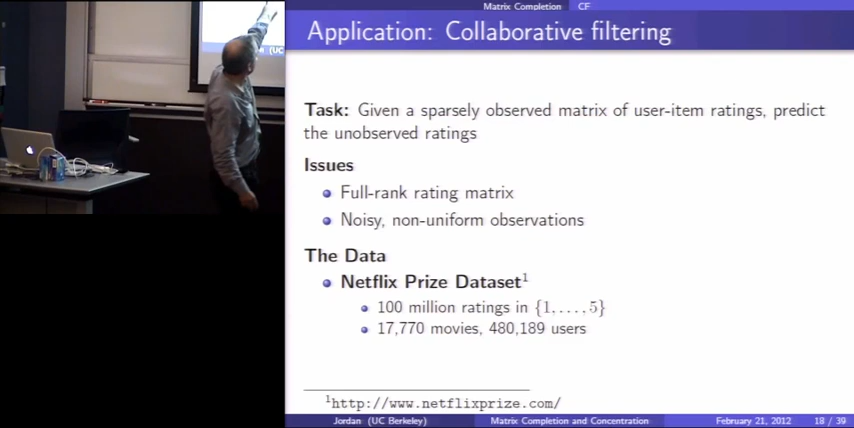 Matrix Completion CF
Application: Collaborative filtering
Task: Given a sparsely observed matrix of user-item ratings, predict
the unobserved ratings
Issues
Full-rank rating matrix
Noisy, non-uniform observations
The Data
Netflix Prize Dataset¹
100 million ratings in {1, . . . , 5}
17,770 movies, 480,189 users
¹http://www.netflixprize.com/
Jordan (UC Berkeley) Matrix Completion and Concentration February 21, 2012 18 / 39
(UC